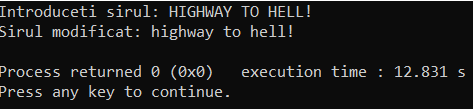 Introduceti sirul: HIGHWAY TO HELL!
Sirul modificat: highway to hell!
Process returned 0 (0x0)   execution time : 12.831 s
Press any key to continue.